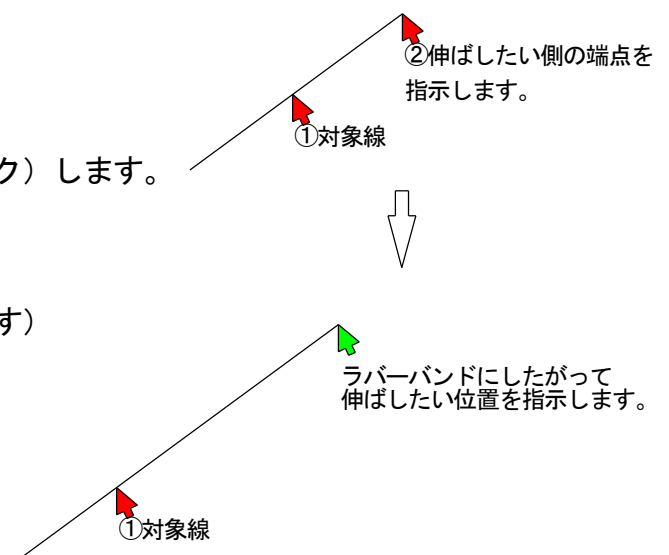 ②伸ばしたい側の端点を
指示します。
①対象線
ク）します。
す）
ラバーバンドにしたがって
伸ばしたい位置を指示します。
①対象線